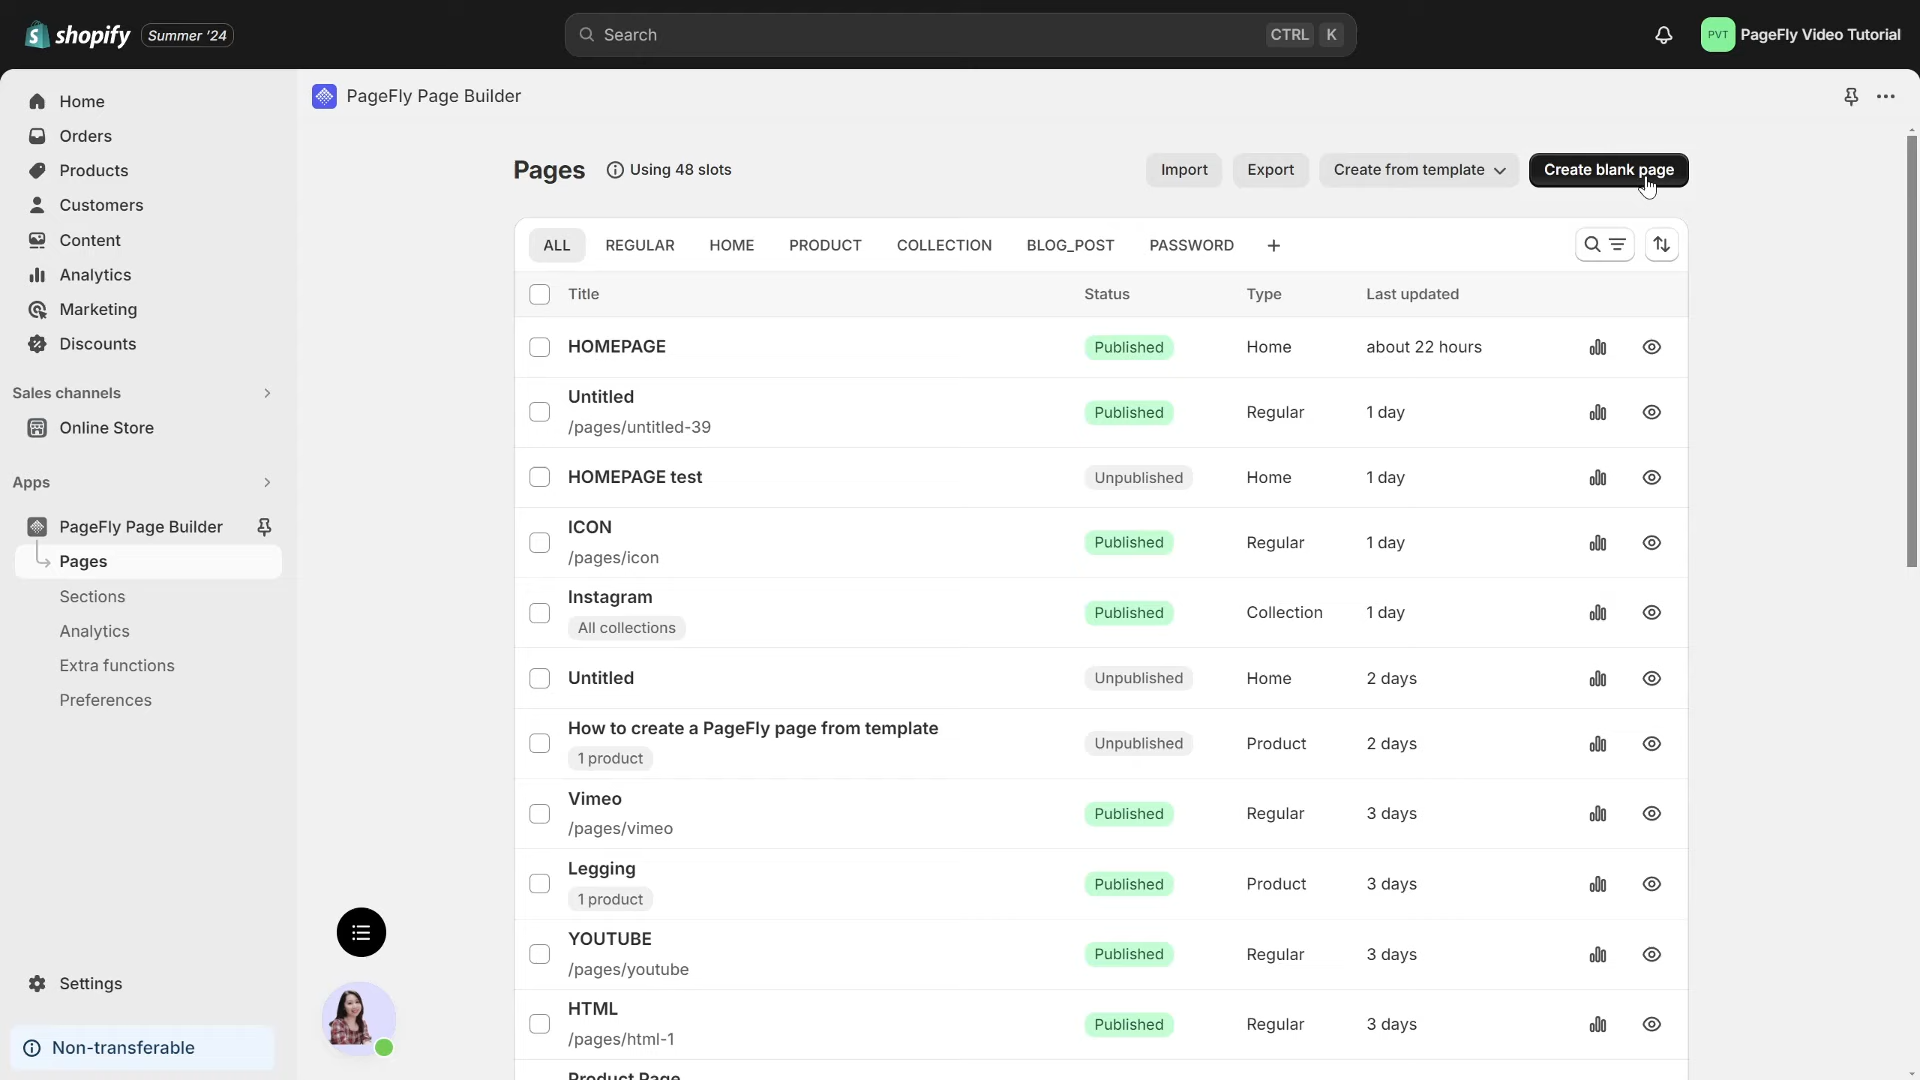 shopify Summer '24
Search CTRL K
PVT PageFly Video Tutorial
Home
Orders
Products
Customers
Content
Analytics
Marketing
Discounts
Sales channels
Online Store
Apps
PageFly Page Builder
Pages
Sections
Analytics
Extra functions
Preferences
Settings
Non-transferable
PageFly Page Builder
Pages Using 48 slots Import Export Create from template Create blank page
ALL REGULAR HOME PRODUCT COLLECTION BLOG_POST PASSWORD +
Title Status Type Last updated
HOMEPAGE Published Home about 22 hours
Untitled
/pages/untitled-39 Published Regular 1 day
HOMEPAGE test Unpublished Home 1 day
ICON
/pages/icon Published Regular 1 day
Instagram
All collections Published Collection 1 day
Untitled Unpublished Home 2 days
How to create a PageFly page from template
1 product Unpublished Product 2 days
Vimeo
/pages/vimeo Published Regular 3 days
Legging
1 product Published Product 3 days
YOUTUBE
/pages/youtube Published Regular 3 days
HTML
/pages/html-1 Published Regular 3 days
Product Page